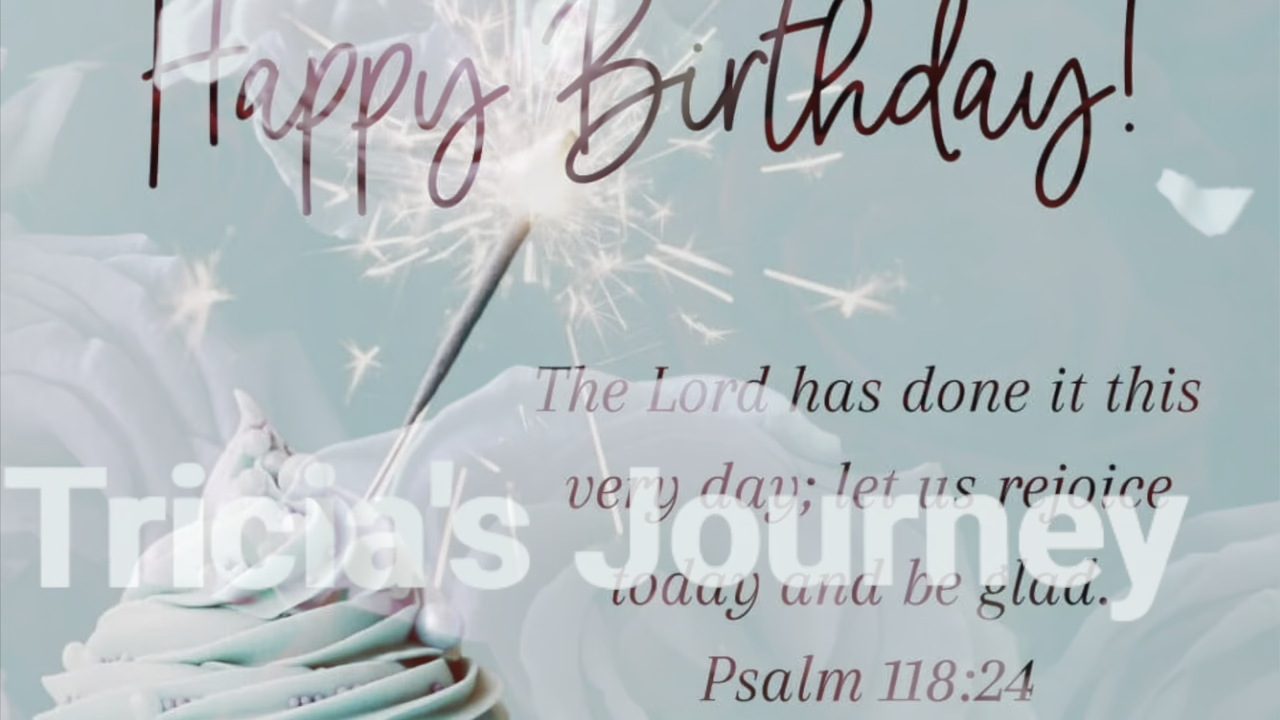 Happy Birthday!
The Lord has done it this
very day; let us rejoice
Tricia's Journey
today and be glad.
Psalm 118:24